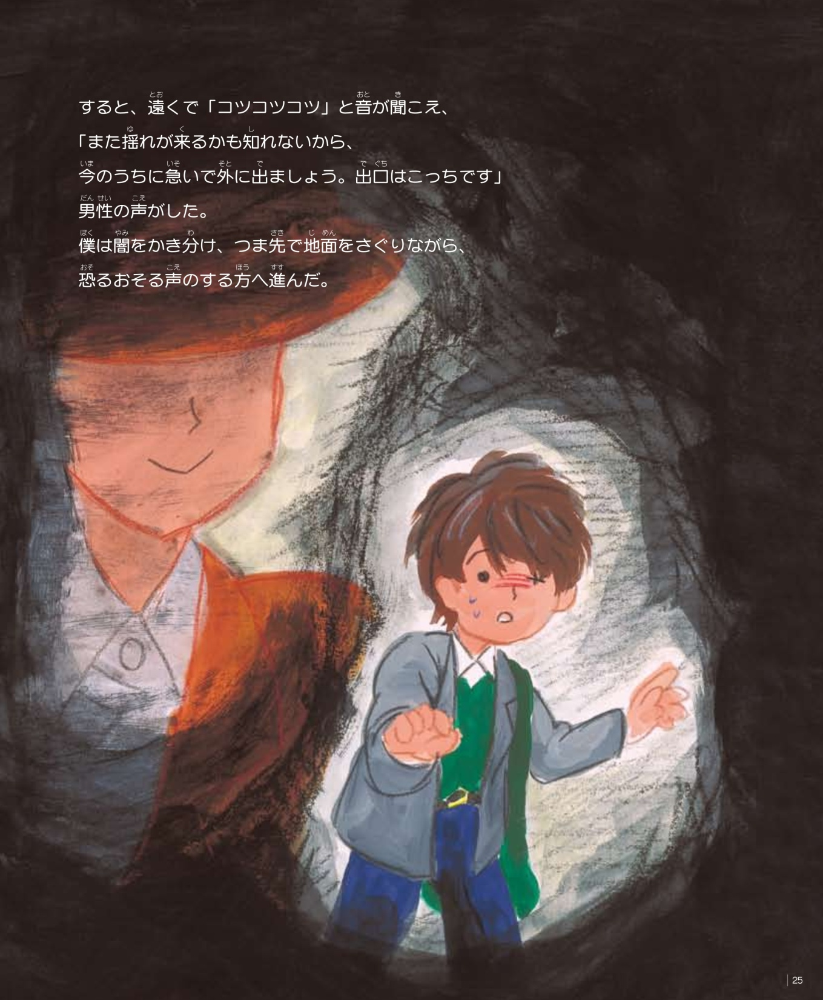 すると、遠くで「コツコツコツ」と音が聞こえ、
「また揺れが来るかも知れないから、
今のうちに急いで外に出ましょう。出口はこっちです」
男性の声がした。
僕は闇をかき分け、つま先で地面をさぐりながら、
恐るおそる声のする方へ進んだ。
25